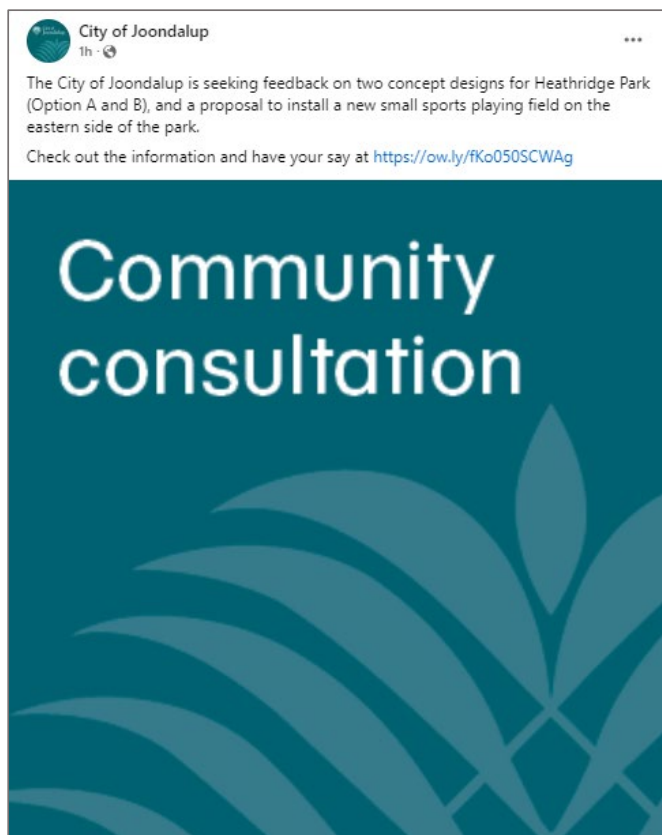 City of Joondalup
1h
The City of Joondalup is seeking feedback on two concept designs for Heathridge Park
(Option A and B), and a proposal to install a new small sports playing field on the
eastern side of the park.
Check out the information and have your say at https://ow.ly/fKo050SCWAg
Community
consultation